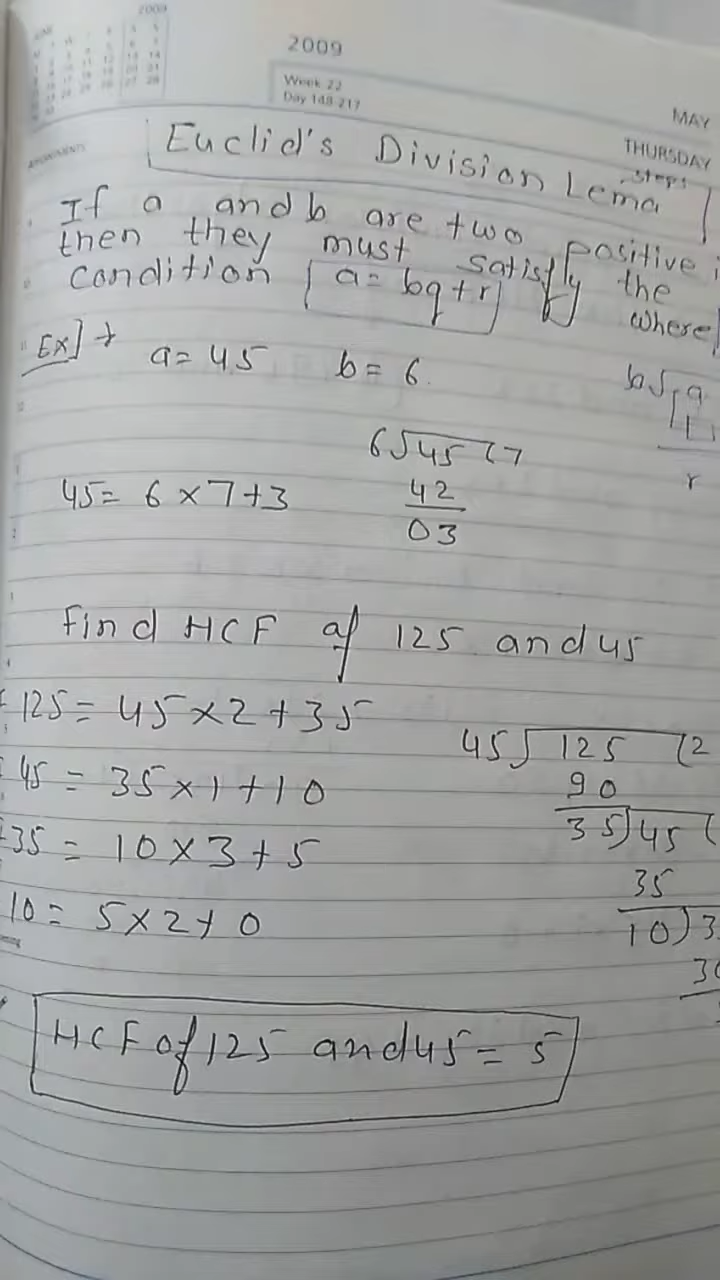 2009
2009
Week 22
Day 148-217
MAY
THURSDAY
Euclid's Division Lema
steps
If a and b are two positive i
then they must satisfy the
condition a = bq+r where
Ex] → a = 45 b = 6.
b a
r
6 45 (7
45 = 6 × 7 + 3
42
03
Find HCF of 125 and 45
125 = 45 × 2 + 35
45 = 35 × 1 + 10
35 = 10 × 3 + 5
10 = 5 × 2 + 0
45 125 (2
90
35) 45 (
35
10) 3
30
HCF of 125 and 45 = 5